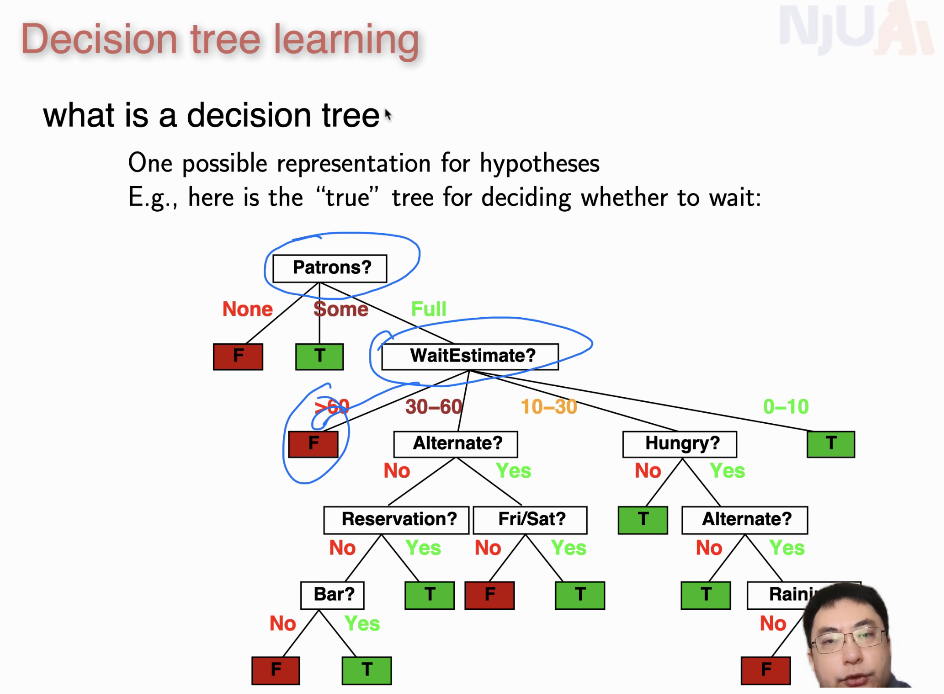 Decision tree learning
NJUAI
what is a decision tree
One possible representation for hypotheses
E.g., here is the “true” tree for deciding whether to wait:
Patrons?
None Some Full
F T WaitEstimate?
>60 30–60 10–30 0–10
F Alternate? Hungry? T
No Yes No Yes
Reservation? Fri/Sat? T Alternate?
No Yes No Yes No Yes
Bar? T F T T
No Yes No
F T F